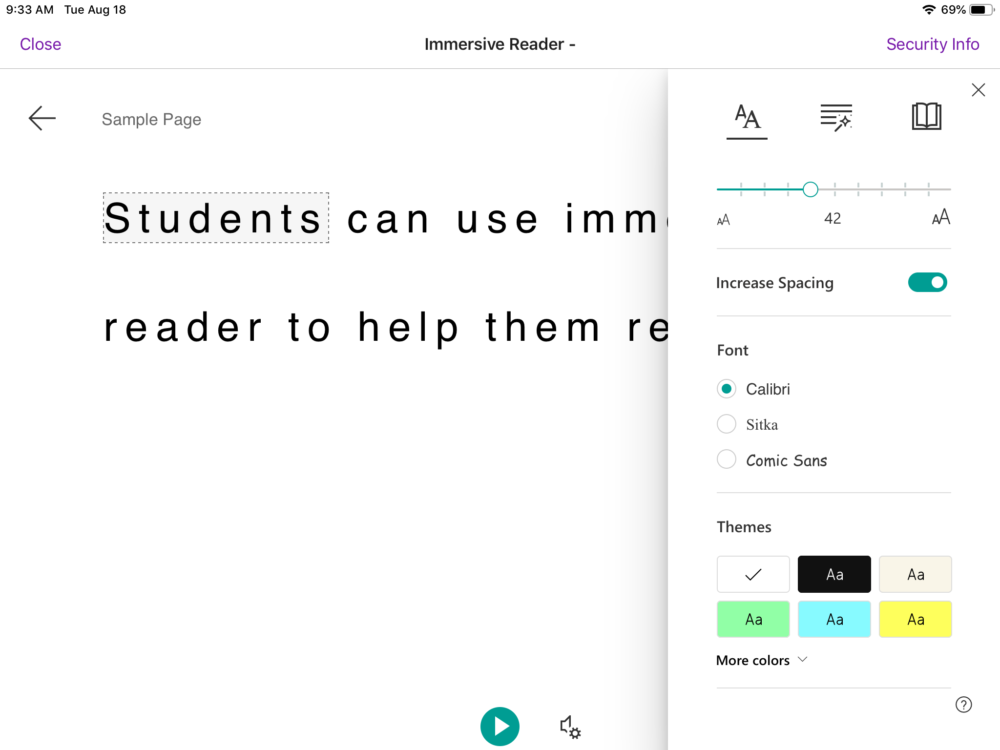 9:33 AM Tue Aug 18 69%
Close Immersive Reader - Security Info
Sample Page
Students can use imm
reader to help them re
AA 42 AA
Increase Spacing
Font
Calibri
Sitka
Comic Sans
Themes
Aa Aa
Aa Aa Aa
More colors
?